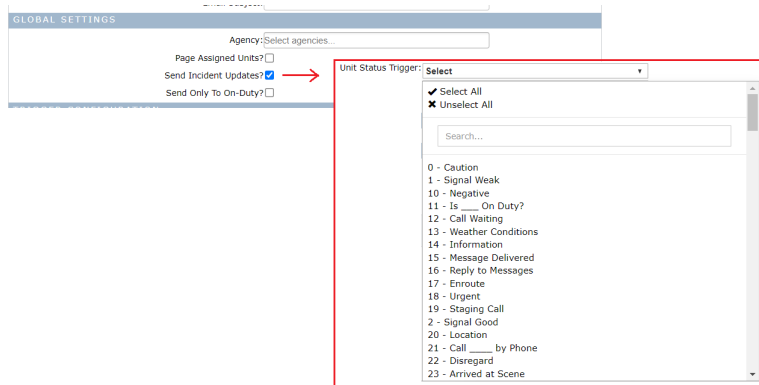 GLOBAL SETTINGS
Agency: Select agencies...
Page Assigned Units?
Send Incident Updates?
Send Only To On-Duty?
Unit Status Trigger: Select
Select All
Unselect All
Search...
0 - Caution
1 - Signal Weak
10 - Negative
11 - Is ___ On Duty?
12 - Call Waiting
13 - Weather Conditions
14 - Information
15 - Message Delivered
16 - Reply to Messages
17 - Enroute
18 - Urgent
19 - Staging Call
2 - Signal Good
20 - Location
21 - Call ____ by Phone
22 - Disregard
23 - Arrived at Scene